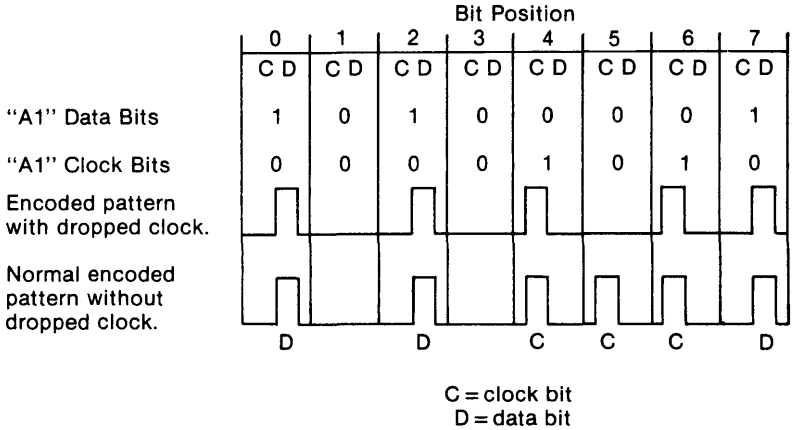 Bit Position
0 1 2 3 4 5 6 7
C D C D C D C D C D C D C D C D
“A1” Data Bits 1 0 1 0 0 0 0 1
“A1” Clock Bits 0 0 0 0 1 0 1 0
Encoded pattern
with dropped clock.
Normal encoded
pattern without
dropped clock.
D D C C C D
C = clock bit
D = data bit